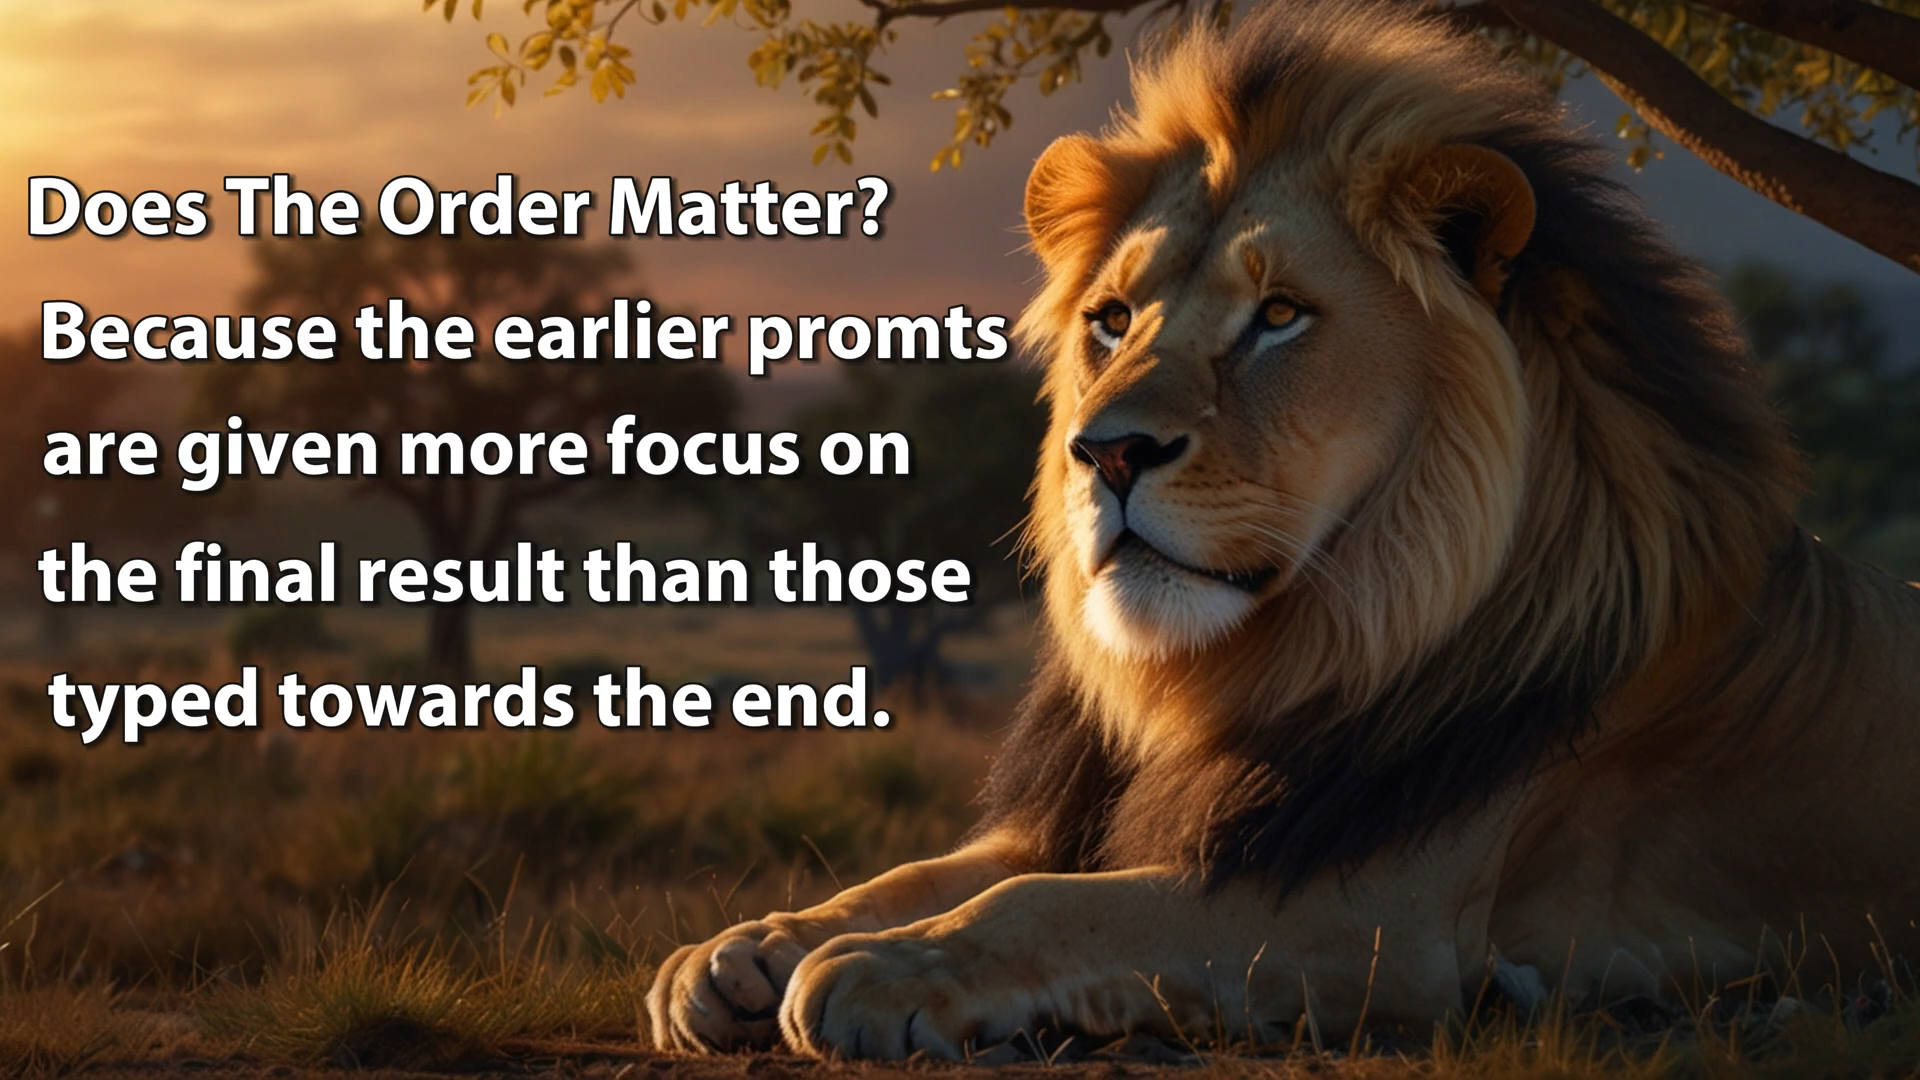 Does The Order Matter?
Because the earlier promts
are given more focus on
the final result than those
typed towards the end.